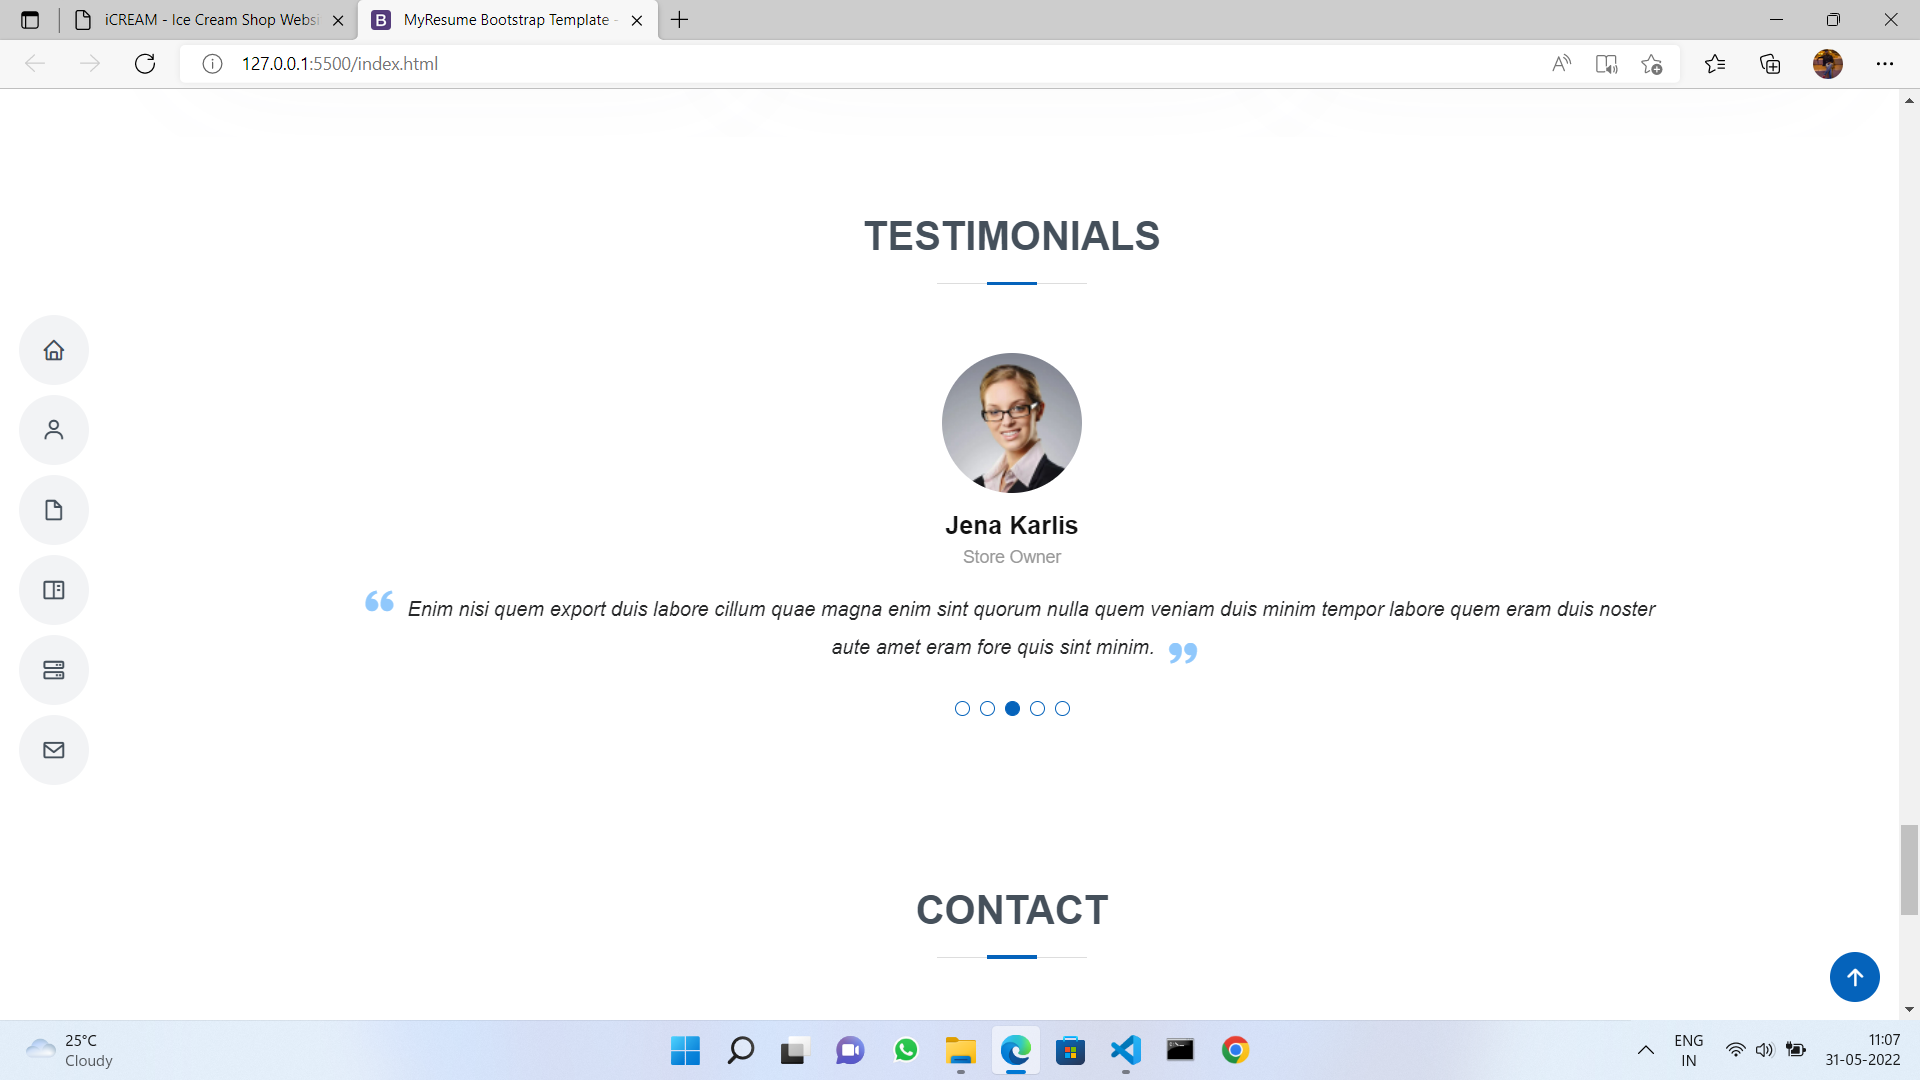 iCREAM - Ice Cream Shop Websi
MyResume Bootstrap Template -
127.0.0.1:5500/index.html
TESTIMONIALS
Jena Karlis
Store Owner
Enim nisi quem export duis labore cillum quae magna enim sint quorum nulla quem veniam duis minim tempor labore quem eram duis noster
aute amet eram fore quis sint minim.
CONTACT
25°C
Cloudy
ENG
IN
11:07
31-05-2022